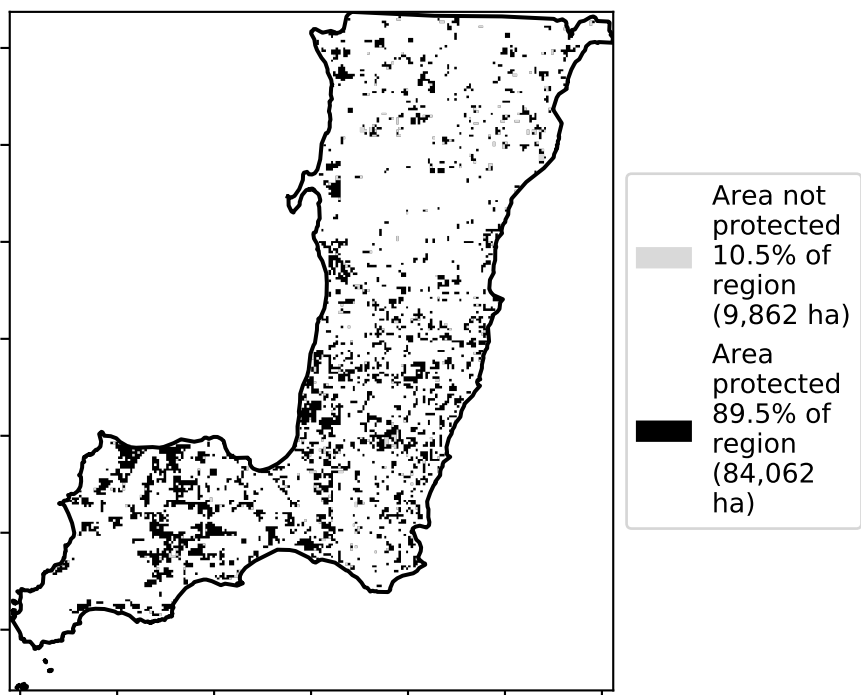 Area not
protected
10.5% of
region
(9,862 ha)
Area
protected
89.5% of
region
(84,062
ha)